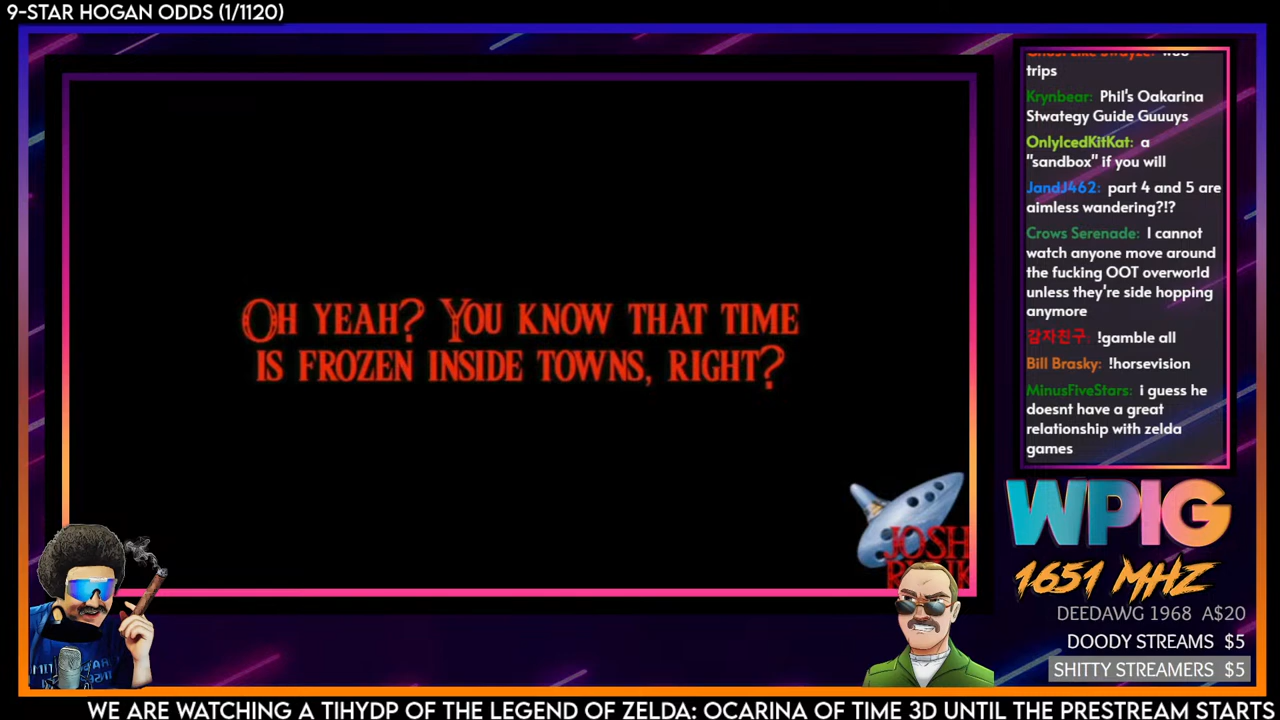 9-STAR HOGAN ODDS (1/1120)
OH YEAH? YOU KNOW THAT TIME
IS FROZEN INSIDE TOWNS, RIGHT?
JOSH
trips
Krynbear: Phil's Oakarina
Stwategy Guide Guuuys
OnlyIcedKitKat: a
"sandbox" if you will
JandJ462: part 4 and 5 are
aimless wandering?!?
Crows Serenade: I cannot
watch anyone move around
the fucking OOT overworld
unless they're side hopping
anymore
감자친구: !gamble all
Bill Brasky: !horsevision
MinusFiveStars: i guess he
doesnt have a great
relationship with zelda
games
WPIG
1651 MHZ
DEEDAWG 1968 A$20
DOODY STREAMS $5
SHITTY STREAMERS $5
WE ARE WATCHING A TIHYDP OF THE LEGEND OF ZELDA: OCARINA OF TIME 3D UNTIL THE PRESTREAM STARTS